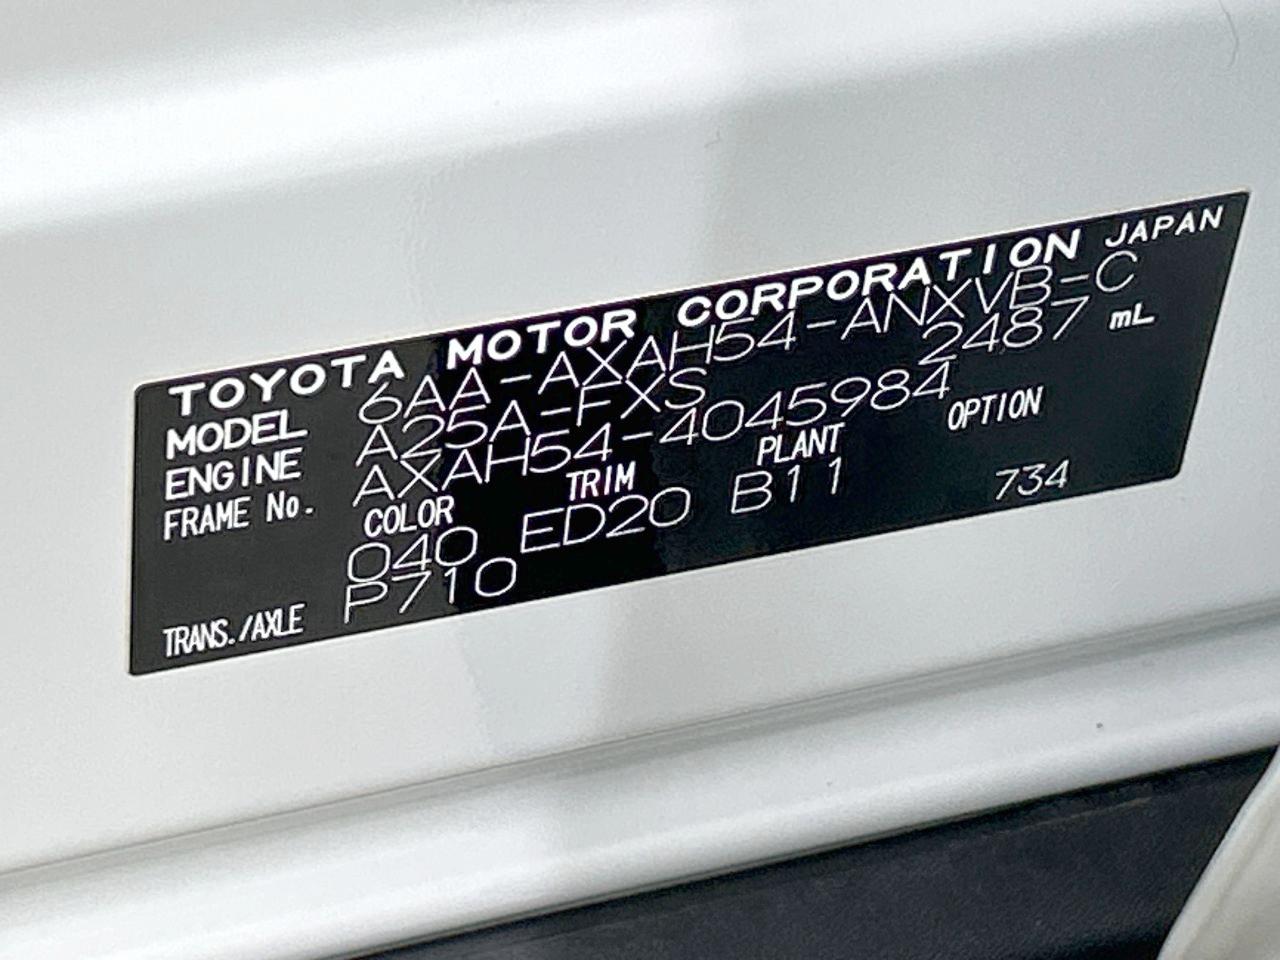 TOYOTA MOTOR CORPORATION JAPAN
MODEL 6AA-AXAH54-ANXVB-C
ENGINE A25A-FXS 2487 mL
FRAME No. AXAH54-4045984
COLOR TRIM PLANT OPTION
040 ED20 B11 734
TRANS./AXLE P710